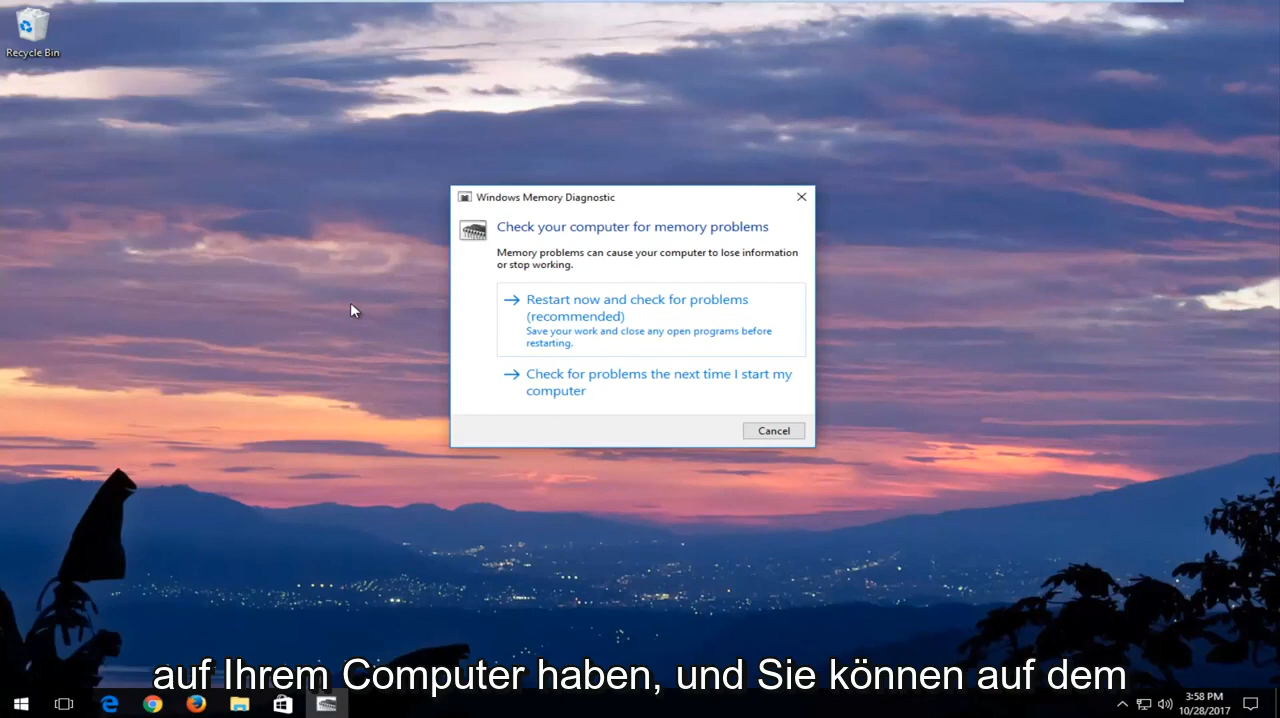 Recycle Bin
Windows Memory Diagnostic
Check your computer for memory problems
Memory problems can cause your computer to lose information
or stop working.
Restart now and check for problems
(recommended)
Save your work and close any open programs before
restarting.
Check for problems the next time I start my
computer
Cancel
auf Ihrem Computer haben, und Sie können auf dem
3:58 PM
10/28/2017